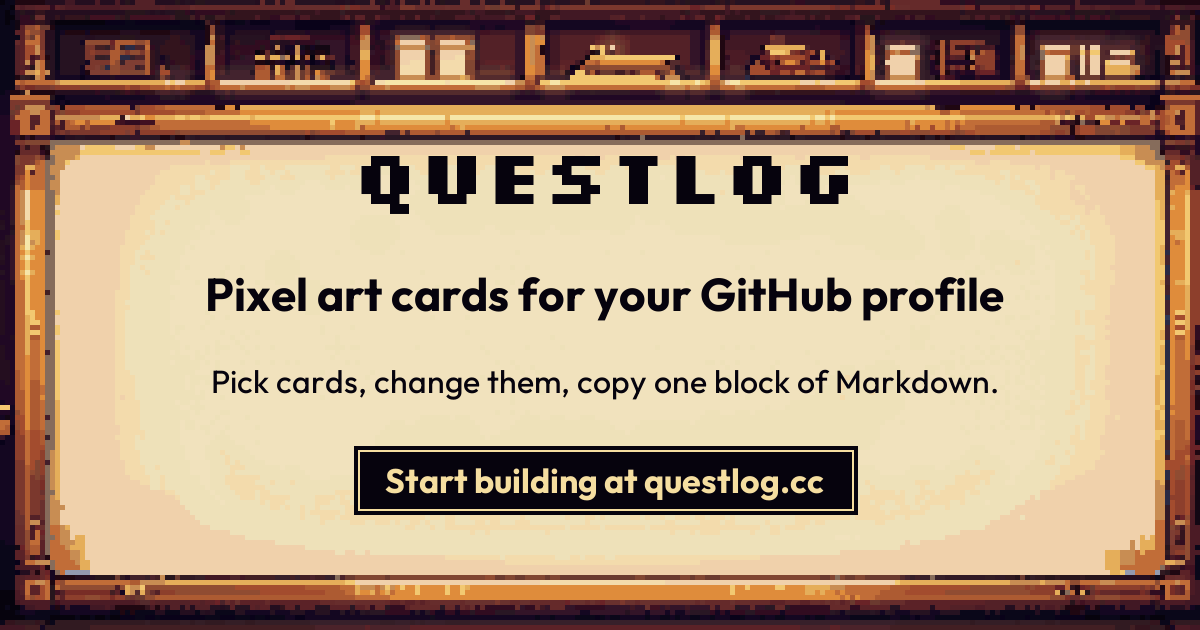 QUESTLOG
Pixel art cards for your GitHub profile
Pick cards, change them, copy one block of Markdown.
Start building at questlog.cc